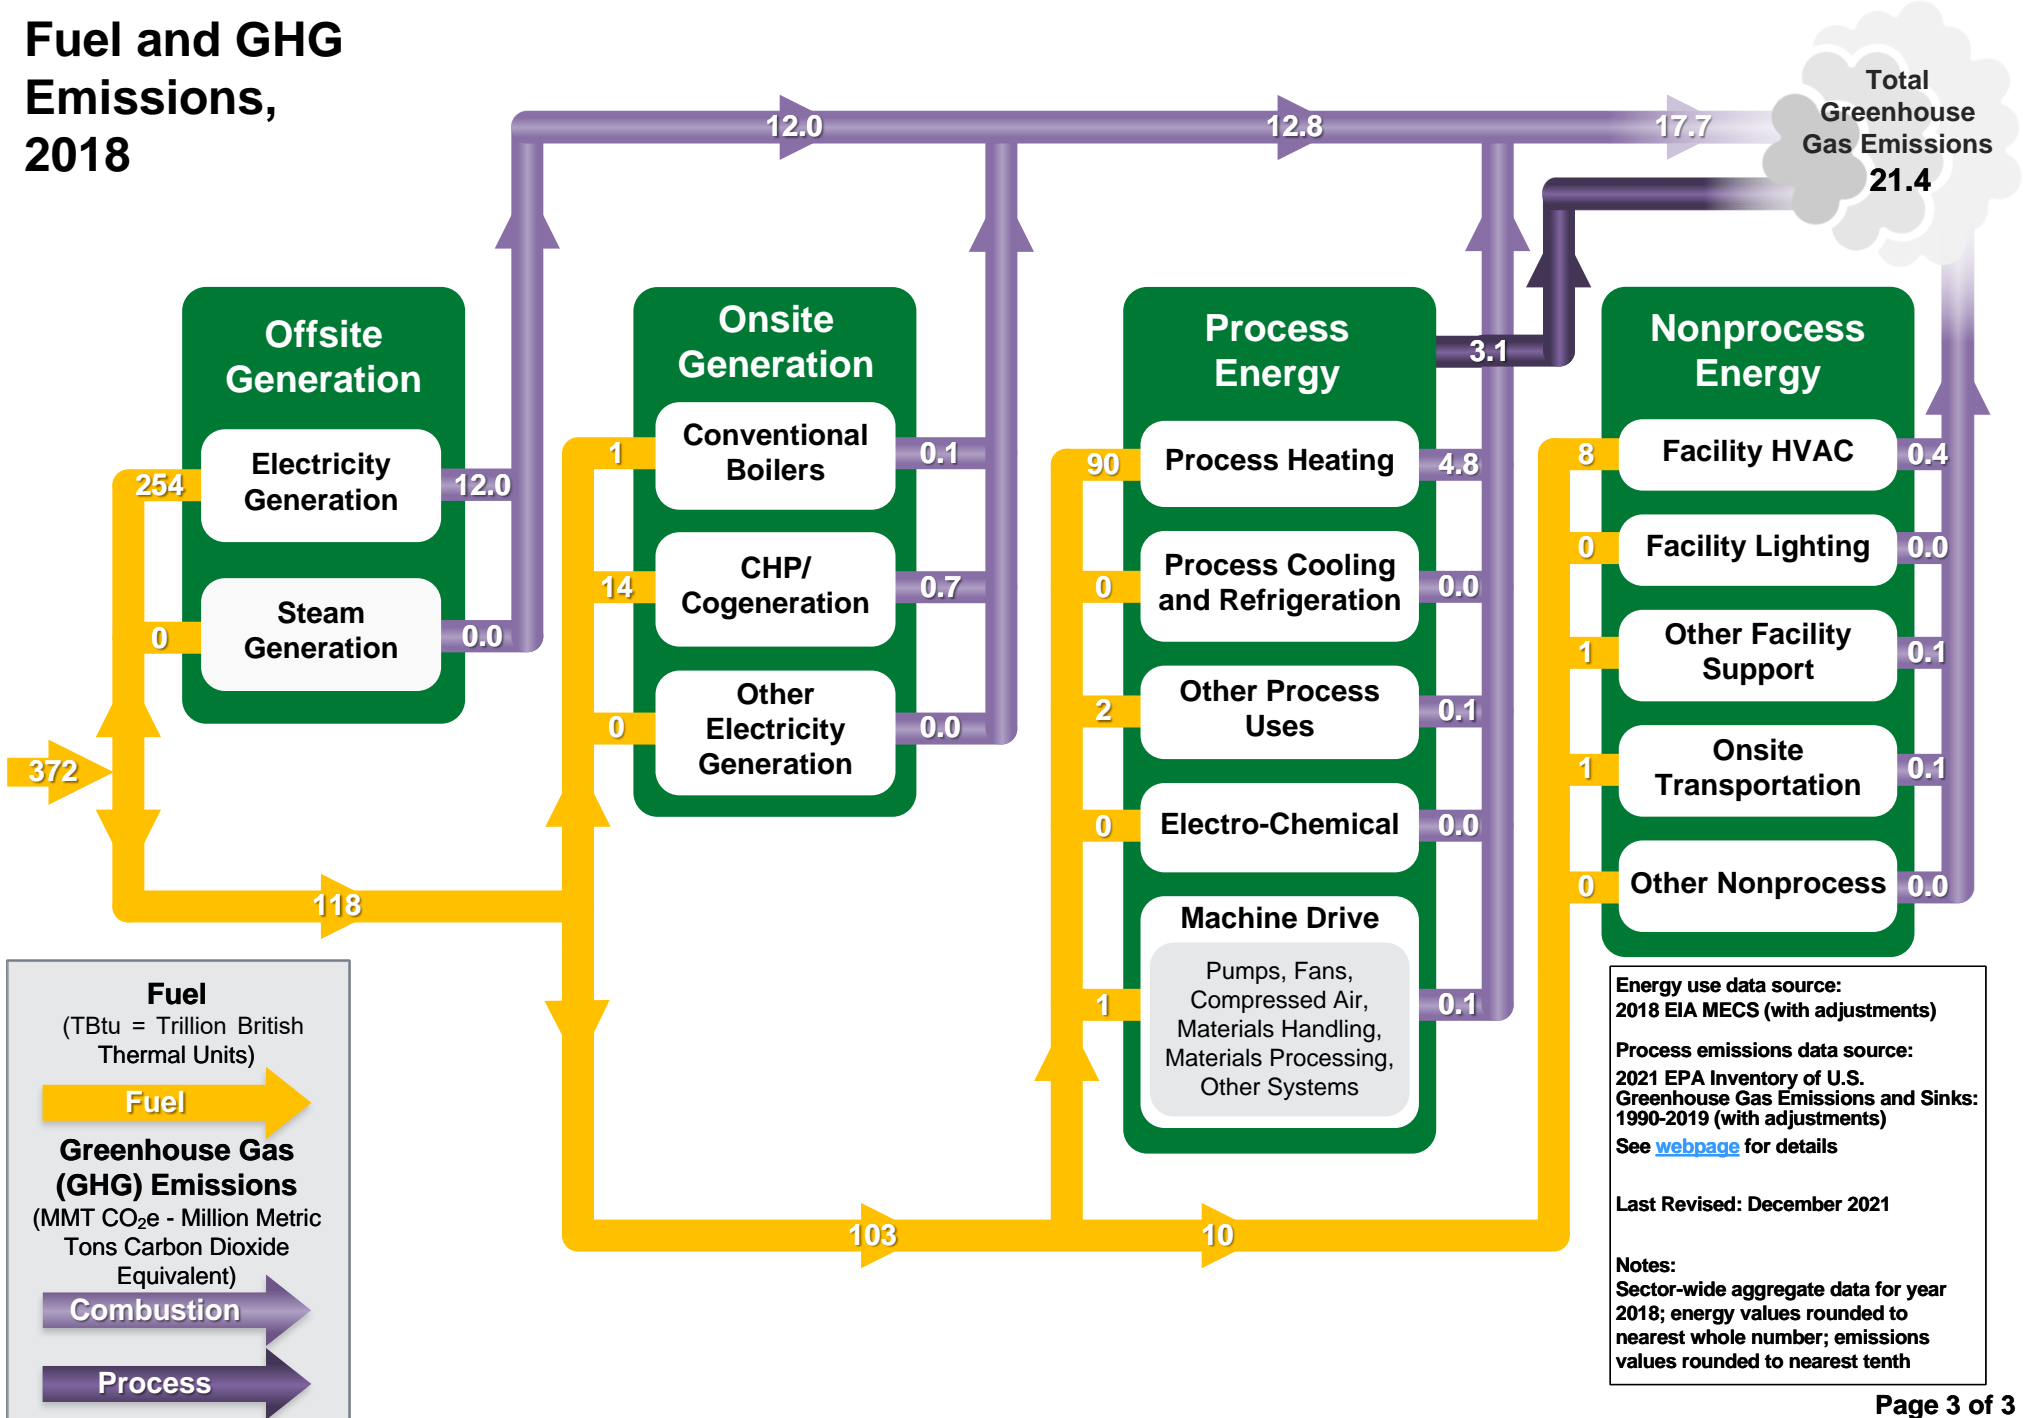 Fuel and GHG
Emissions,
2018
12.0
12.8
17.7
Total
Greenhouse
Gas Emissions
21.4
Offsite
Generation
254
Electricity
Generation
12.0
0
Steam
Generation
0.0
372
118
Onsite
Generation
1
Conventional
Boilers
0.1
14
CHP/
Cogeneration
0.7
0
Other
Electricity
Generation
0.0
103
10
Process
Energy
3.1
90
Process Heating
4.8
0
Process Cooling
and Refrigeration
0.0
2
Other Process
Uses
0.1
0
Electro-Chemical
0.0
Machine Drive
1
Pumps, Fans,
Compressed Air,
Materials Handling,
Materials Processing,
Other Systems
0.1
Nonprocess
Energy
8
Facility HVAC
0.4
0
Facility Lighting
0.0
1
Other Facility
Support
0.1
1
Onsite
Transportation
0.1
0
Other Nonprocess
0.0
Fuel
(TBtu = Trillion British
Thermal Units)
Fuel
Greenhouse Gas
(GHG) Emissions
(MMT CO₂e - Million Metric
Tons Carbon Dioxide
Equivalent)
Combustion
Process
Energy use data source:
2018 EIA MECS (with adjustments)
Process emissions data source:
2021 EPA Inventory of U.S.
Greenhouse Gas Emissions and Sinks:
1990-2019 (with adjustments)
See webpage for details
Last Revised: December 2021
Notes:
Sector-wide aggregate data for year
2018; energy values rounded to
nearest whole number; emissions
values rounded to nearest tenth
Page 3 of 3